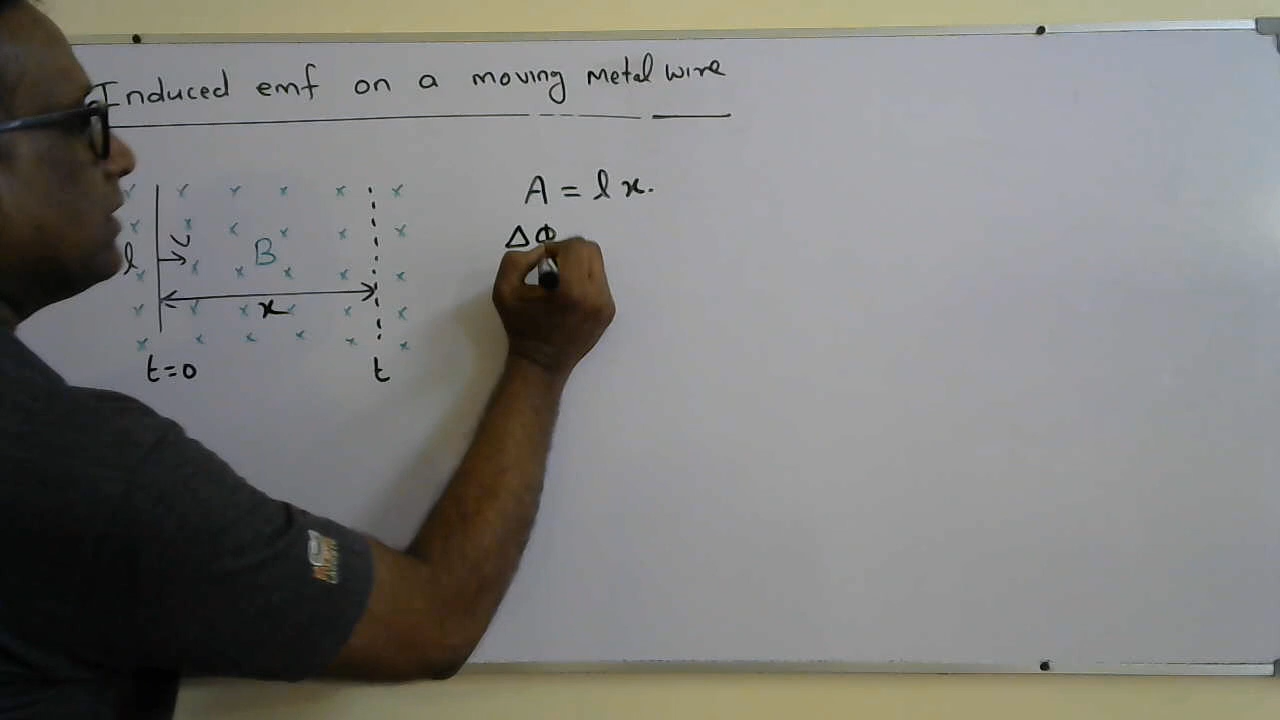 Induced emf on a moving metal wire
A = l x.
ΔΦ
l
v
B
x
t=0
t